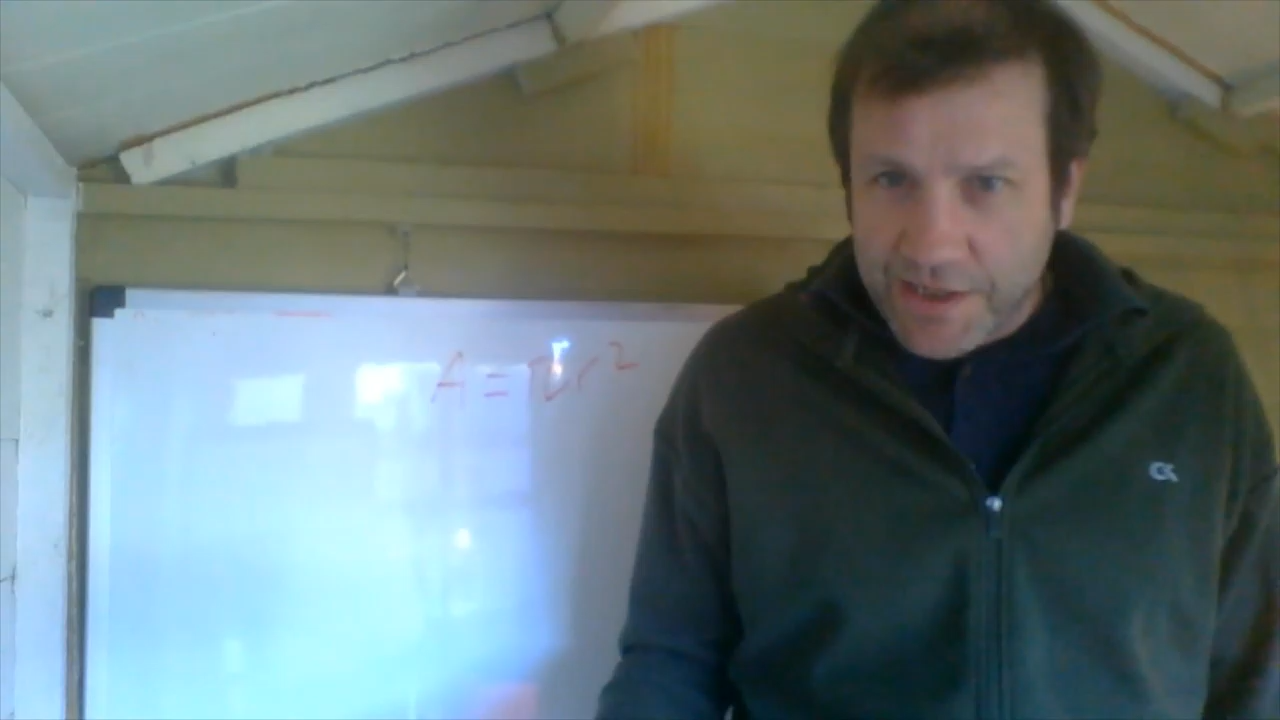 A = πr²